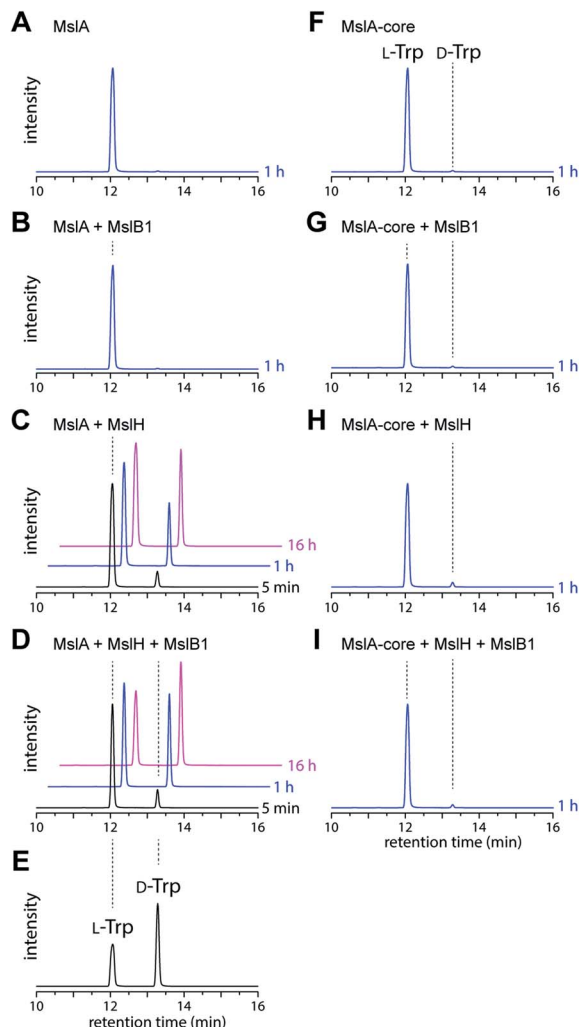 A MslA
intensity
1 h
10 12 14 16
B MslA + MslB1
intensity
1 h
10 12 14 16
C MslA + MslH
intensity
16 h
1 h
5 min
10 12 14 16
D MslA + MslH + MslB1
intensity
16 h
1 h
5 min
10 12 14 16
E
intensity
L-Trp
D-Trp
10 12 14 16
retention time (min)
F MslA-core
L-Trp D-Trp
1 h
10 12 14 16
G MslA-core + MslB1
1 h
10 12 14 16
H MslA-core + MslH
1 h
10 12 14 16
I MslA-core + MslH + MslB1
1 h
10 12 14 16
retention time (min)